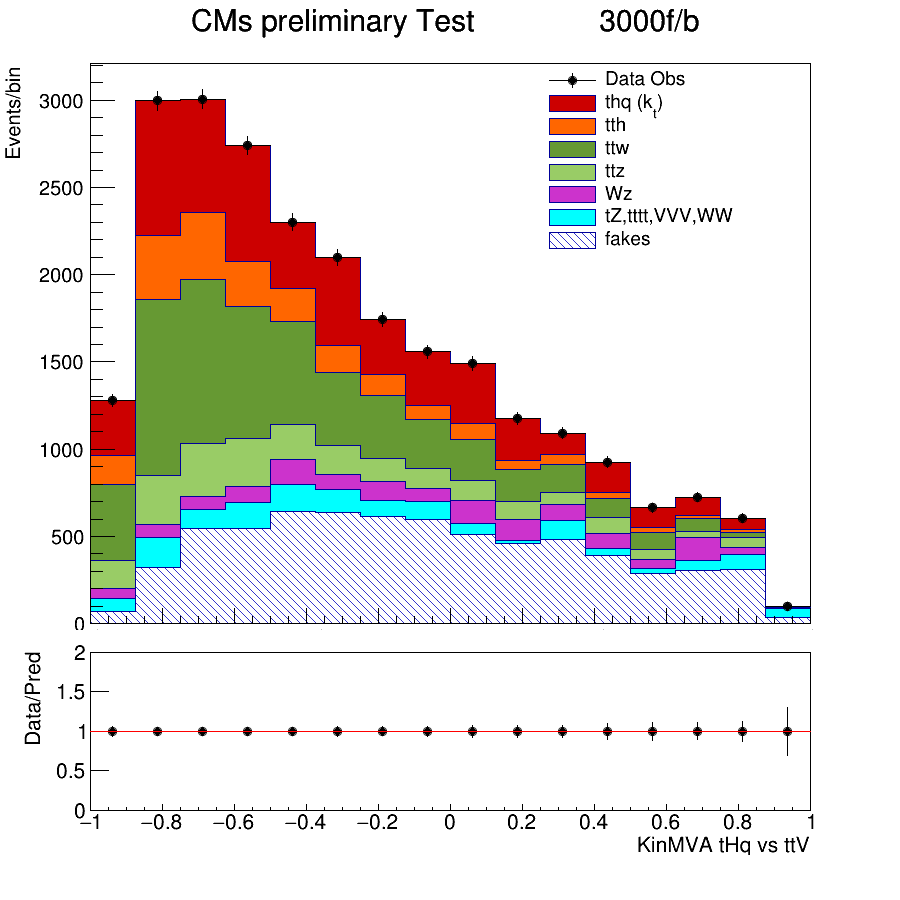 CMs preliminary Test 3000f/b
Events/bin
3000
2500
2000
1500
1000
500
0
Data Obs
thq (kt)
tth
ttw
ttz
Wz
tZ,tttt,VVV,WW
fakes
Data/Pred
2
1.5
1
0.5
0
−1 −0.8 −0.6 −0.4 −0.2 0 0.2 0.4 0.6 0.8 1
KinMVA tHq vs ttV